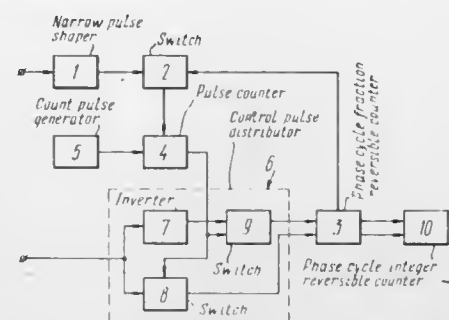 Narrow pulse
shaper
Switch
1
2
Pulse counter
Count pulse
generator
Control pulse
distributor
5
4
6
Phase cycle fraction
reversible counter
Inverter
7
9
3
10
Switch
8
Switch
Phase cycle integer
reversible counter